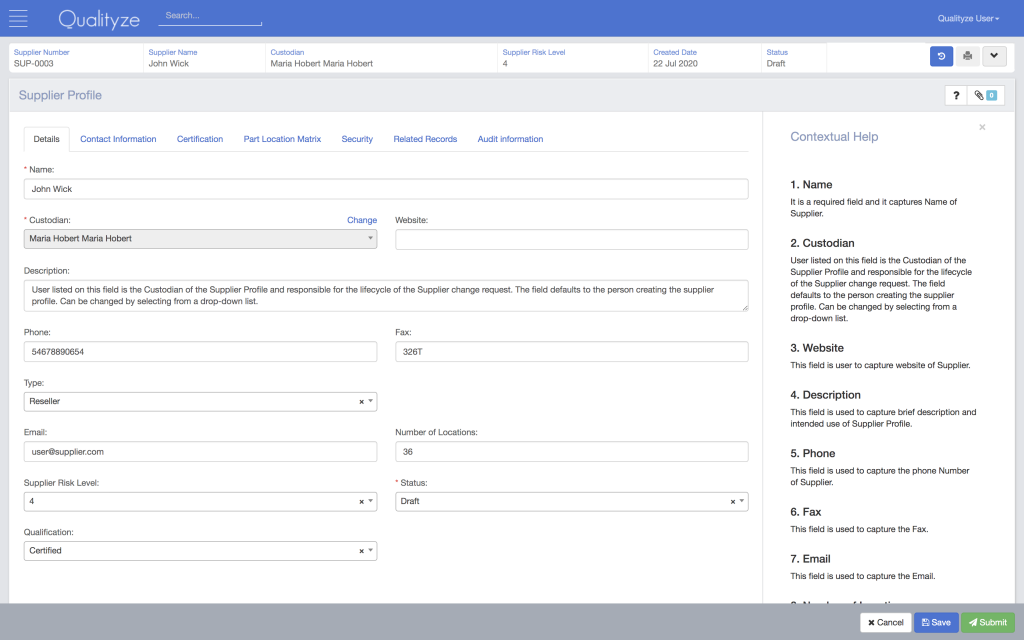 Qualityze
Search...
Qualityze User
Supplier Number
SUP-0003
Supplier Name
John Wick
Custodian
Maria Hobert Maria Hobert
Supplier Risk Level
4
Created Date
22 Jul 2020
Status
Draft
Supplier Profile
?
0
Details
Contact Information
Certification
Part Location Matrix
Security
Related Records
Audit information
* Name:
John Wick
* Custodian:
Change
Maria Hobert Maria Hobert
Website:
Description:
User listed on this field is the Custodian of the Supplier Profile and responsible for the lifecycle of the Supplier change request. The field defaults to the person creating the supplier
profile. Can be changed by selecting from a drop-down list.
Phone:
54678890654
Fax:
326T
Type:
Reseller
Email:
user@supplier.com
Number of Locations:
36
Supplier Risk Level:
4
* Status:
Draft
Qualification:
Certified
Contextual Help
1. Name
It is a required field and it captures Name of
Supplier.
2. Custodian
User listed on this field is the Custodian of the
Supplier Profile and responsible for the lifecycle
of the Supplier change request. The field
defaults to the person creating the supplier
profile. Can be changed by selecting from a
drop-down list.
3. Website
This field is user to capture website of Supplier.
4. Description
This field is used to capture brief description and
intended use of Supplier Profile.
5. Phone
This field is used to capture the phone Number
of Supplier.
6. Fax
This field is used to capture the Fax.
7. Email
This field is used to capture the Email.
Cancel
Save
Submit